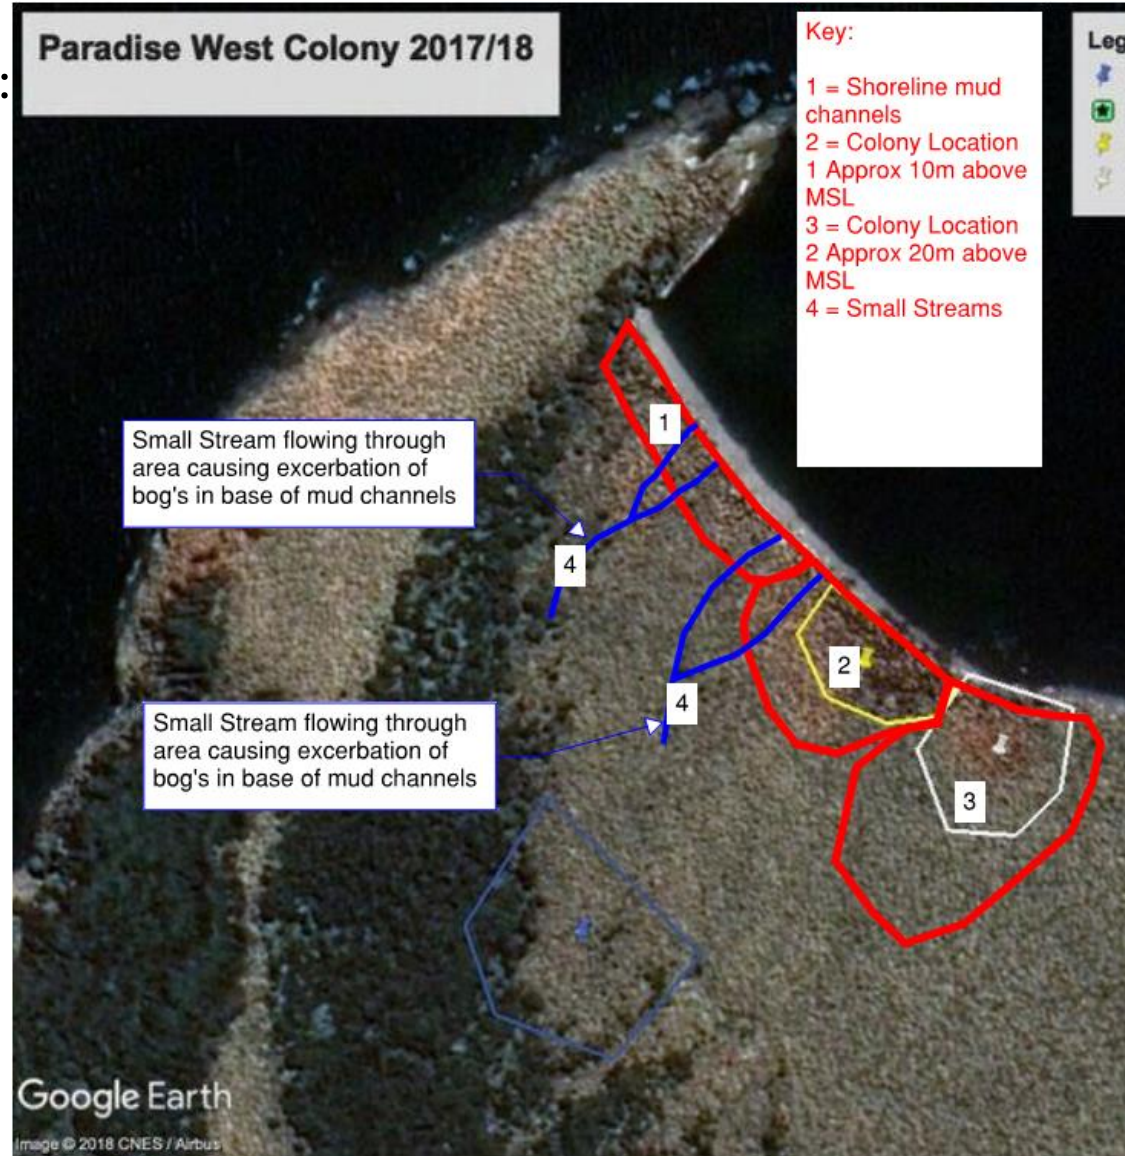 Paradise West Colony 2017/18
:
Key:
1 = Shoreline mud
channels
2 = Colony Location
1 Approx 10m above
MSL
3 = Colony Location
2 Approx 20m above
MSL
4 = Small Streams
Leg
1
Small Stream flowing through
area causing excerbation of
bog's in base of mud channels
4
2
4
Small Stream flowing through
area causing excerbation of
bog's in base of mud channels
3
Google Earth
Image © 2018 CNES / Airbus